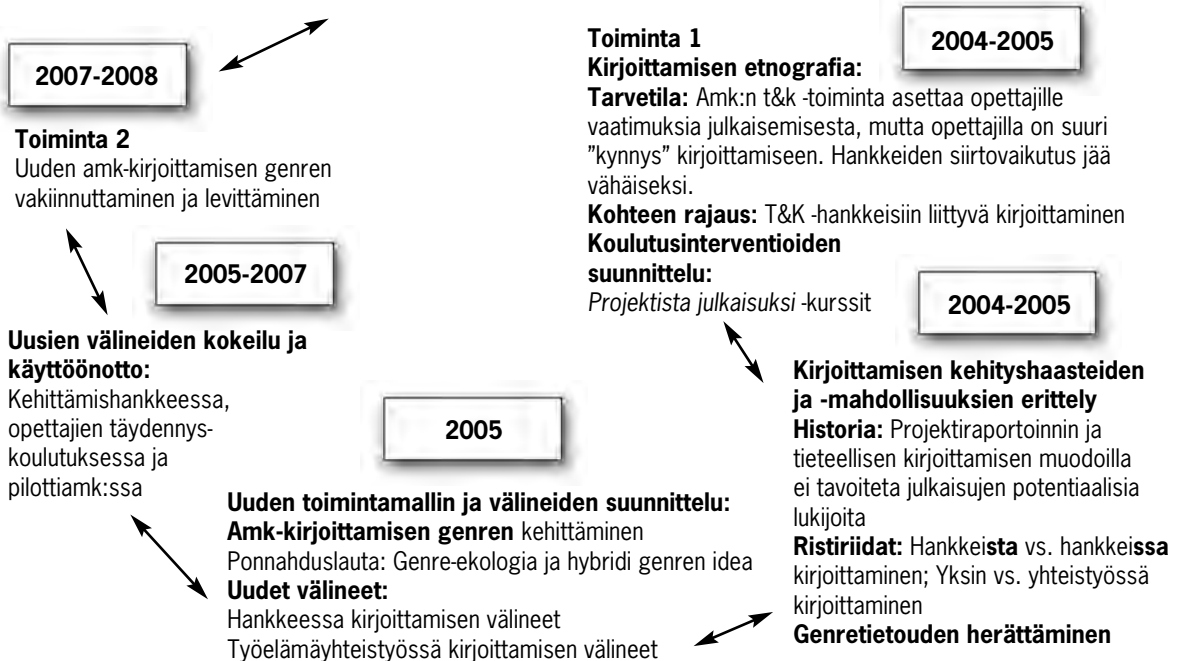 Toiminta 1
2004-2005
Kirjoittamisen etnografia:
Tarvetila: Amk:n t&k -toiminta asettaa opettajille
vaatimuksia julkaisemisesta, mutta opettajilla on suuri
”kynnys” kirjoittamiseen. Hankkeiden siirtovaikutus jää
vähäiseksi.
Kohteen rajaus: T&K -hankkeisiin liittyvä kirjoittaminen
Koulutusinterventioiden
suunnittelu:
Projektista julkaisuksi -kurssit
2004-2005
Kirjoittamisen kehityshaasteiden
ja -mahdollisuuksien erittely
Historia: Projektiraportoinnin ja
tieteellisen kirjoittamisen muodoilla
ei tavoiteta julkaisujen potentiaalisia
lukijoita
Ristiriidat: Hankkeista vs. hankkeissa
kirjoittaminen; Yksin vs. yhteistyössä
kirjoittaminen
Genretietouden herättäminen
2005
Uuden toimintamallin ja välineiden suunnittelu:
Amk-kirjoittamisen genren kehittäminen
Ponnahduslauta: Genre-ekologia ja hybridi genren idea
Uudet välineet:
Hankkeessa kirjoittamisen välineet
Työelämäyhteistyössä kirjoittamisen välineet
2005-2007
Uusien välineiden kokeilu ja
käyttöönotto:
Kehittämishankkeessa,
opettajien täydennys-
koulutuksessa ja
pilottiamk:ssa
2007-2008
Toiminta 2
Uuden amk-kirjoittamisen genren
vakiinnuttaminen ja levittäminen